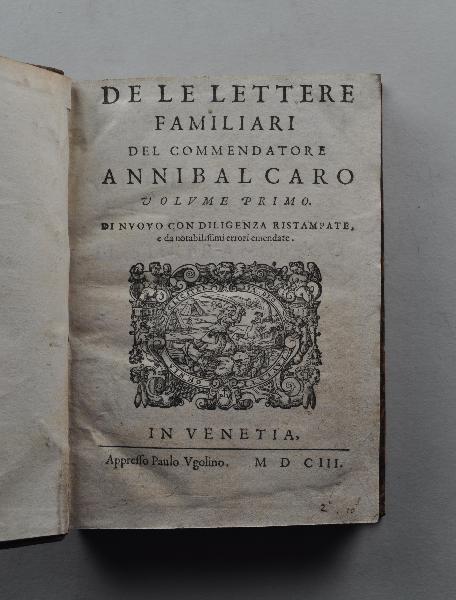 DE LE LETTERE
FAMILIARI
DEL COMMENDATORE
ANNIBAL CARO
VOLVME PRIMO.
DI NVOVO CON DILIGENZA RISTAMPATE,
e da notabilissimi errori emendate.
IN VENETIA,
Appresso Paulo Vgolino. M D CIII.